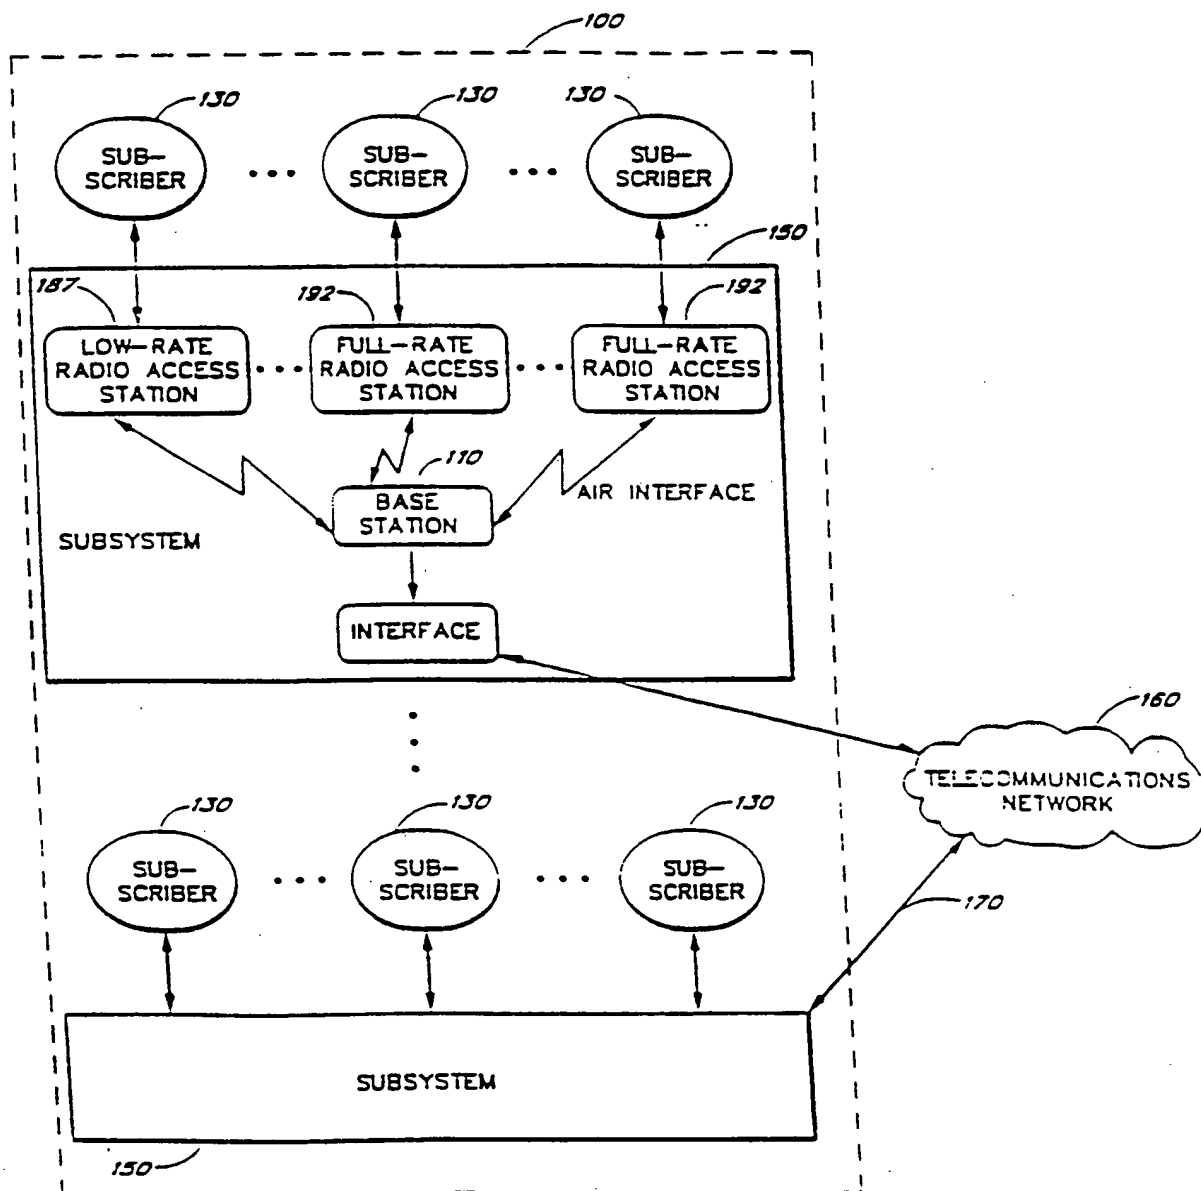 100
130
130
130
SUB-
SCRIBER
SUB-
SCRIBER
SUB-
SCRIBER
150
187
192
192
LOW-RATE
RADIO ACCESS
STATION
FULL-RATE
RADIO ACCESS
STATION
FULL-RATE
RADIO ACCESS
STATION
110
BASE
STATION
AIR INTERFACE
SUBSYSTEM
INTERFACE
160
TELECOMMUNICATIONS
NETWORK
130
130
130
SUB-
SCRIBER
SUB-
SCRIBER
SUB-
SCRIBER
170
SUBSYSTEM
150